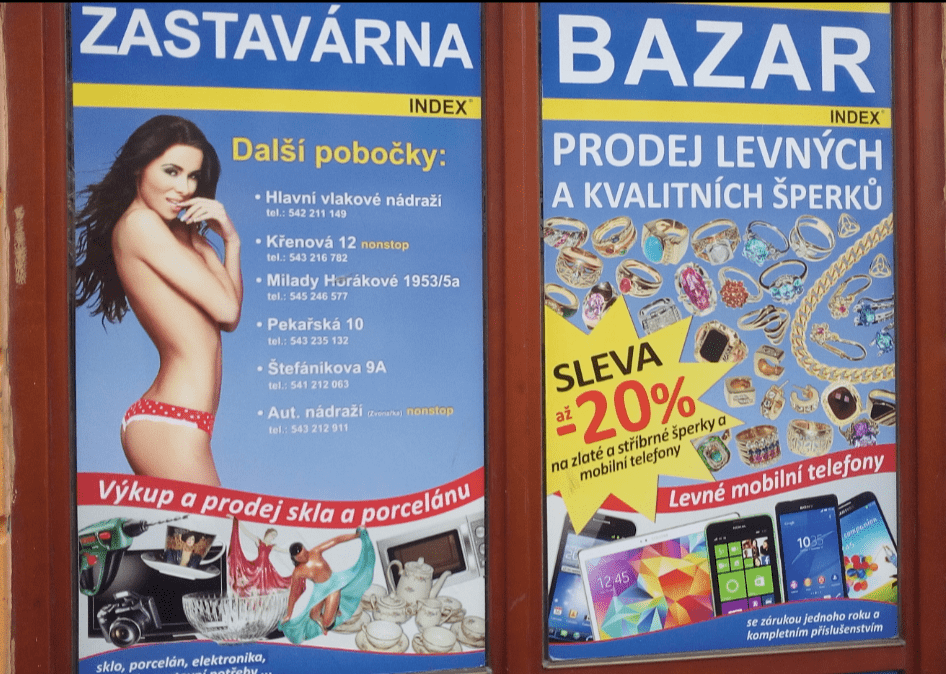 ZASTAVÁRNA
INDEX®
Další pobočky:
• Hlavní vlakové nádraží
tel.: 542 211 149
• Křenová 12 nonstop
tel.: 543 216 782
• Milady Horákové 1953/5a
tel.: 545 246 577
• Pekařská 10
tel.: 543 235 132
• Štefánikova 9A
tel.: 541 212 063
• Aut. nádraží (Zvonařka) nonstop
tel.: 543 212 911
Výkup a prodej skla a porcelánu
sklo, porcelán, elektronika,
potřeby ...
BAZAR
INDEX®
PRODEJ LEVNÝCH
A KVALITNÍCH ŠPERKŮ
SLEVA
až
-20%
na zlaté a stříbrné šperky a
mobilní telefony
Levné mobilní telefony
12:45
10:35
companion
se zárukou jednoho roku a
kompletním příslušenstvím